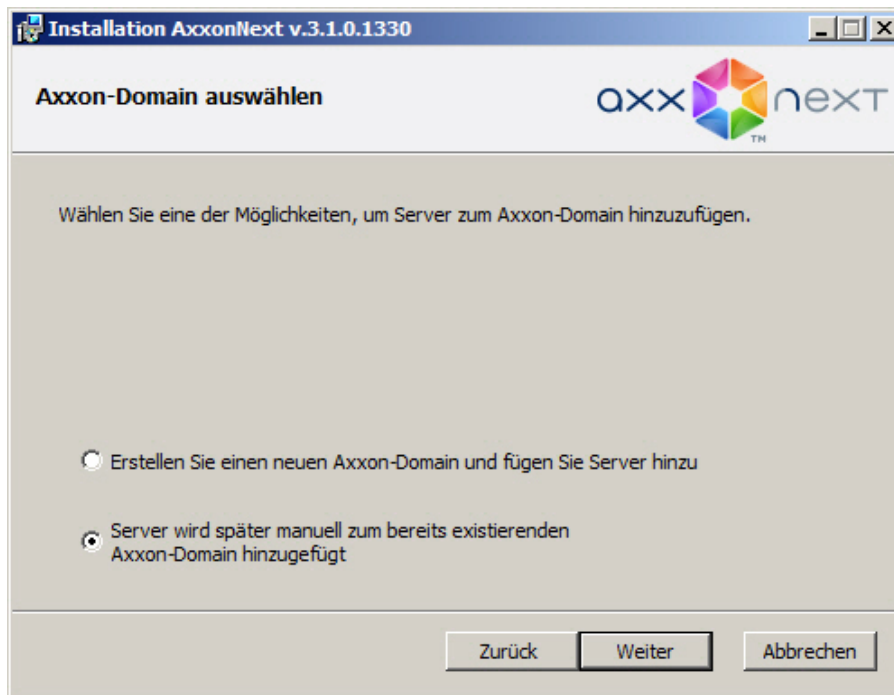 Installation AxxonNext v.3.1.0.1330
Axxon-Domain auswählen
axx next
TM
Wählen Sie eine der Möglichkeiten, um Server zum Axxon-Domain hinzuzufügen.
Erstellen Sie einen neuen Axxon-Domain und fügen Sie Server hinzu
Server wird später manuell zum bereits existierenden
Axxon-Domain hinzugefügt
Zurück Weiter Abbrechen